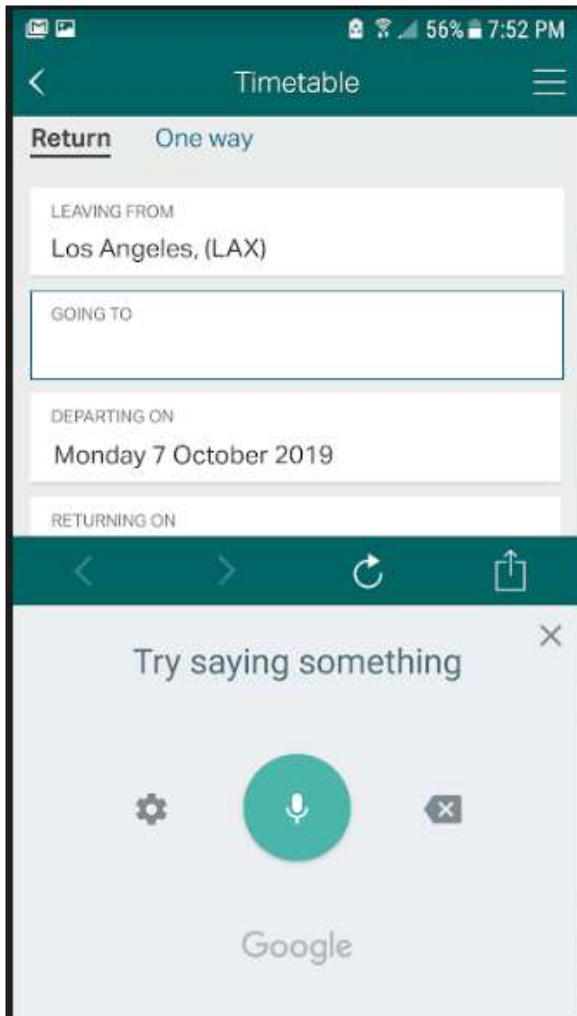 56% 7:52 PM
Timetable
Return One way
LEAVING FROM
Los Angeles, (LAX)
GOING TO
DEPARTING ON
Monday 7 October 2019
RETURNING ON
Try saying something
Google